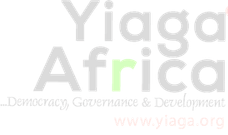 Yiaga
Africa
...Democracy, Governance & Development
www.yiaga.org